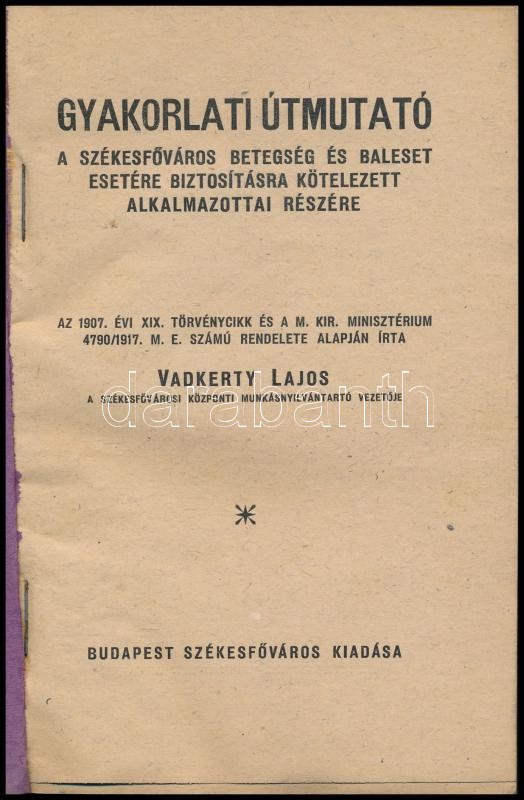 GYAKORLATI ÚTMUTATÓ
A SZÉKESFŐVÁROS BETEGSÉG ÉS BALESET
ESETÉRE BIZTOSÍTÁSRA KÖTELEZETT
ALKALMAZOTTAI RÉSZÉRE
AZ 1907. ÉVI XIX. TÖRVÉNYCIKK ÉS A M. KIR. MINISZTÉRIUM
4790/1917. M. E. SZÁMÚ RENDELETE ALAPJÁN ÍRTA
VADKERTY LAJOS
darabanth
A SZÉKESFŐVÁROSI KÖZPONTI MUNKÁSNYILVÁNTARTÓ VEZETŐJE
BUDAPEST SZÉKESFŐVÁROS KIADÁSA